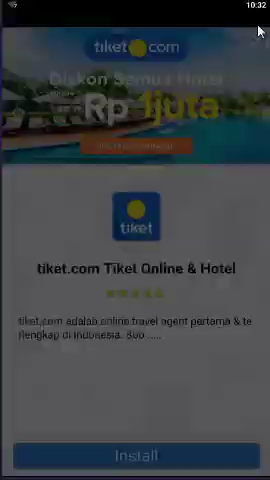 10:32
tiket.com
Diskon Semua Hotel
Rp 1juta
tiket
tiket.com Tiket Online & Hotel
tiket.com adalah online travel agent pertama & te
rlengkap di Indonesia.
Install